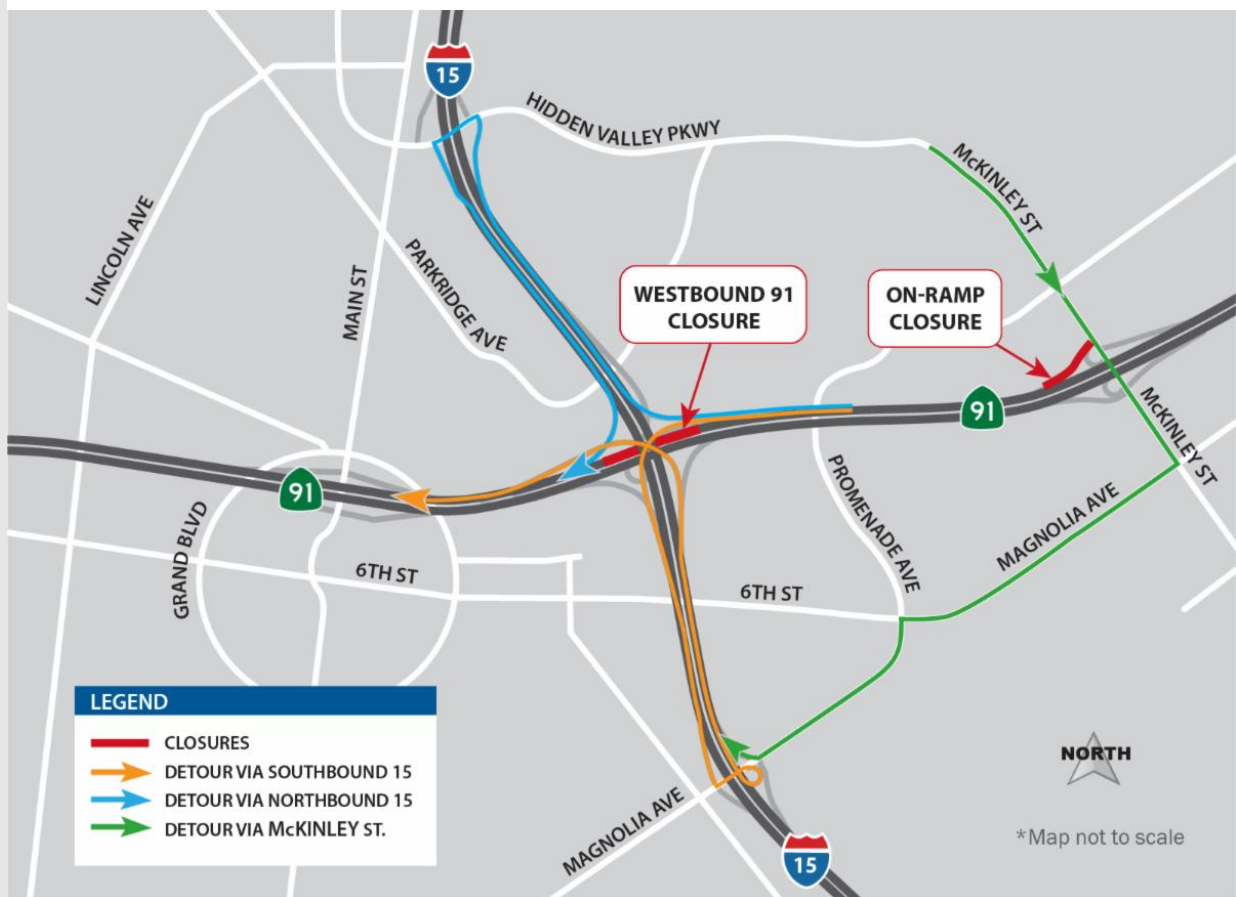 15
HIDDEN VALLEY PKWY
McKINLEY ST
LINCOLN AVE
MAIN ST
PARKRIDGE AVE
WESTBOUND 91
CLOSURE
ON-RAMP
CLOSURE
91
McKINLEY ST
91
PROMENADE AVE
MAGNOLIA AVE
GRAND BLVD
6TH ST
6TH ST
LEGEND
CLOSURES
DETOUR VIA SOUTHBOUND 15
DETOUR VIA NORTHBOUND 15
DETOUR VIA McKINLEY ST.
MAGNOLIA AVE
15
NORTH
*Map not to scale